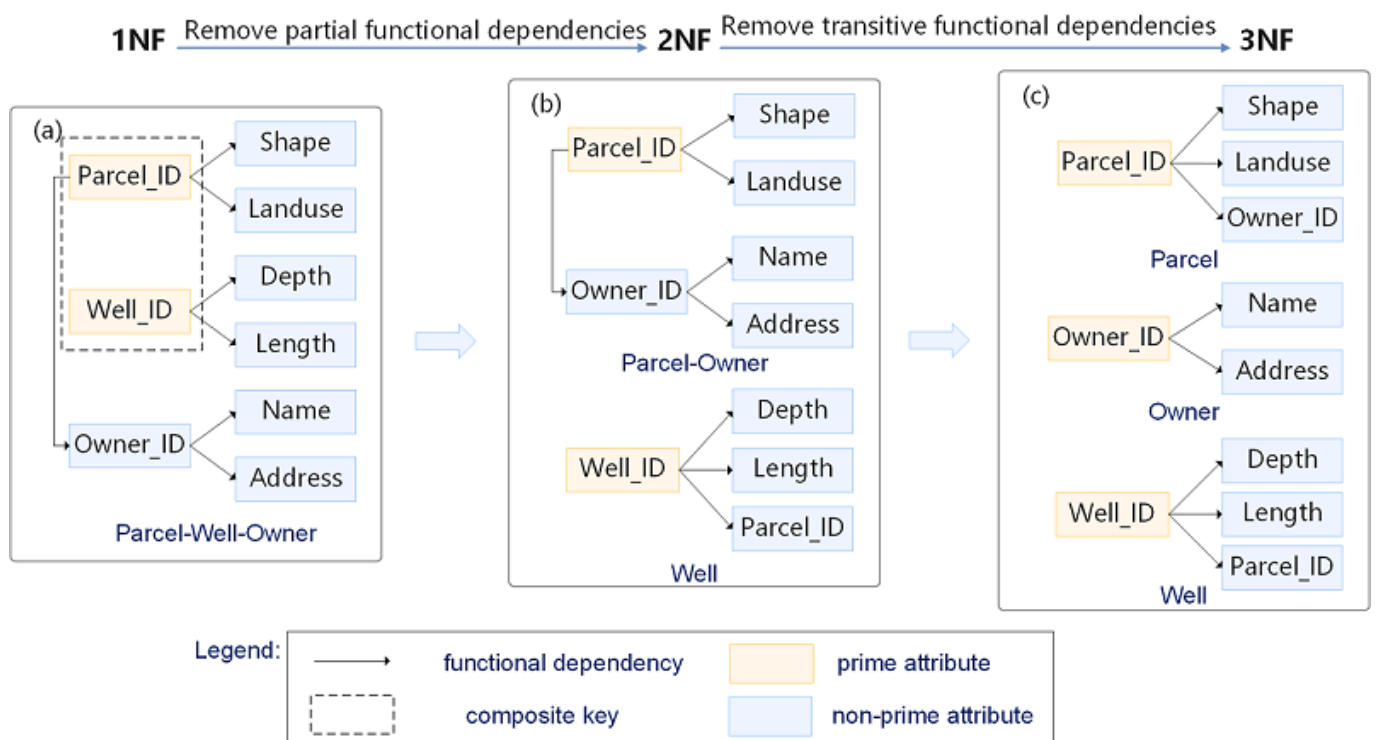 1NF Remove partial functional dependencies 2NF Remove transitive functional dependencies 3NF
(a)
Parcel_ID
Shape
Landuse
Well_ID
Depth
Length
Owner_ID
Name
Address
Parcel-Well-Owner
(b)
Parcel_ID
Shape
Landuse
Owner_ID
Name
Address
Parcel-Owner
Well_ID
Depth
Length
Parcel_ID
Well
(c)
Parcel_ID
Shape
Landuse
Owner_ID
Parcel
Owner_ID
Name
Address
Owner
Well_ID
Depth
Length
Parcel_ID
Well
Legend:
functional dependency
prime attribute
composite key
non-prime attribute